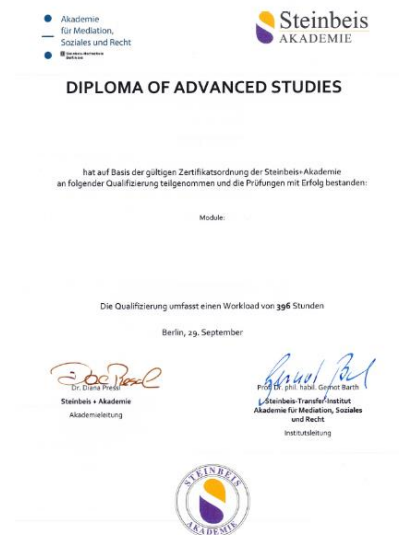 Akademie
für Mediation,
Soziales und Recht
Steinbeis
AKADEMIE
DIPLOMA OF ADVANCED STUDIES
hat auf Basis der gültigen Zertifikatsordnung der Steinbeis+Akademie
an folgender Qualifizierung teilgenommen und die Prüfungen mit Erfolg bestanden:
Module:
Die Qualifizierung umfasst einen Workload von 396 Stunden
Berlin, 29. September
Dr. Diana Pressl
Steinbeis + Akademie
Akademieleitung
Prof. Dr. phil. habil. Gernot Barth
Steinbeis-Transfer-Institut
Akademie für Mediation, Soziales
und Recht
Institutsleitung
STEINBEIS
AKADEMIE